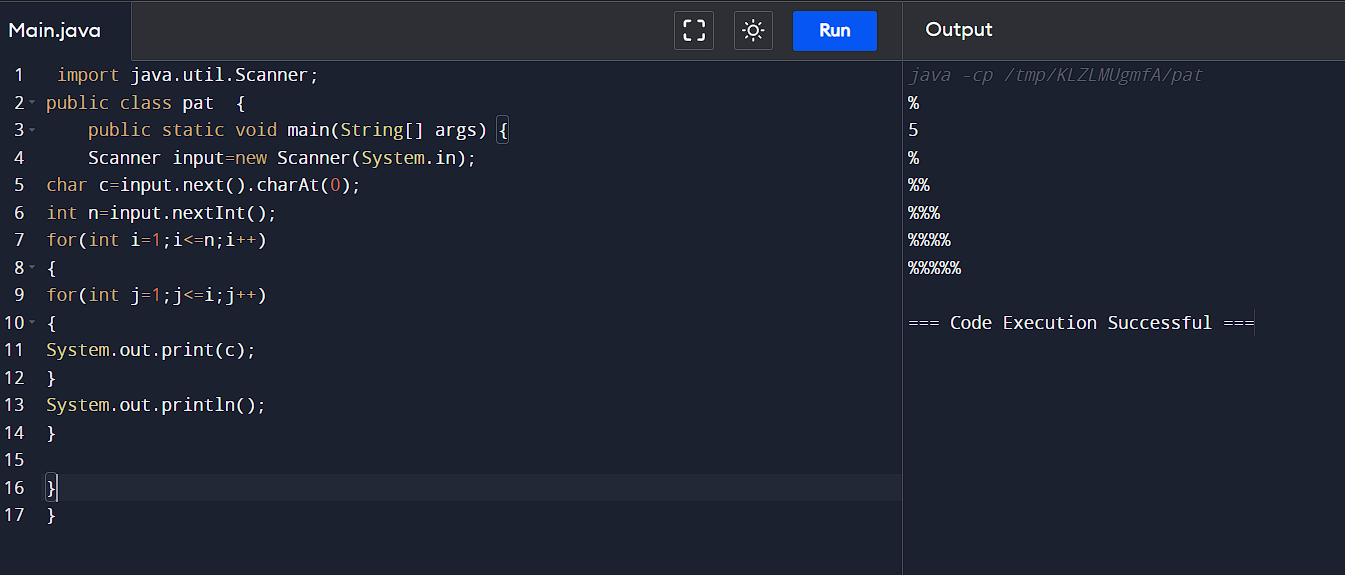 Main.java
Run
Output
1 import java.util.Scanner;
2 public class pat  {
3     public static void main(String[] args) {
4     Scanner input=new Scanner(System.in);
5 char c=input.next().charAt(0);
6 int n=input.nextInt();
7 for(int i=1;i<=n;i++)
8 {
9 for(int j=1;j<=i;j++)
10 {
11 System.out.print(c);
12 }
13 System.out.println();
14 }
15
16 }
17 }
java -cp /tmp/KLZLMUgmfA/pat
%
5
%
%%
%%%
%%%%
%%%%%
=== Code Execution Successful ===